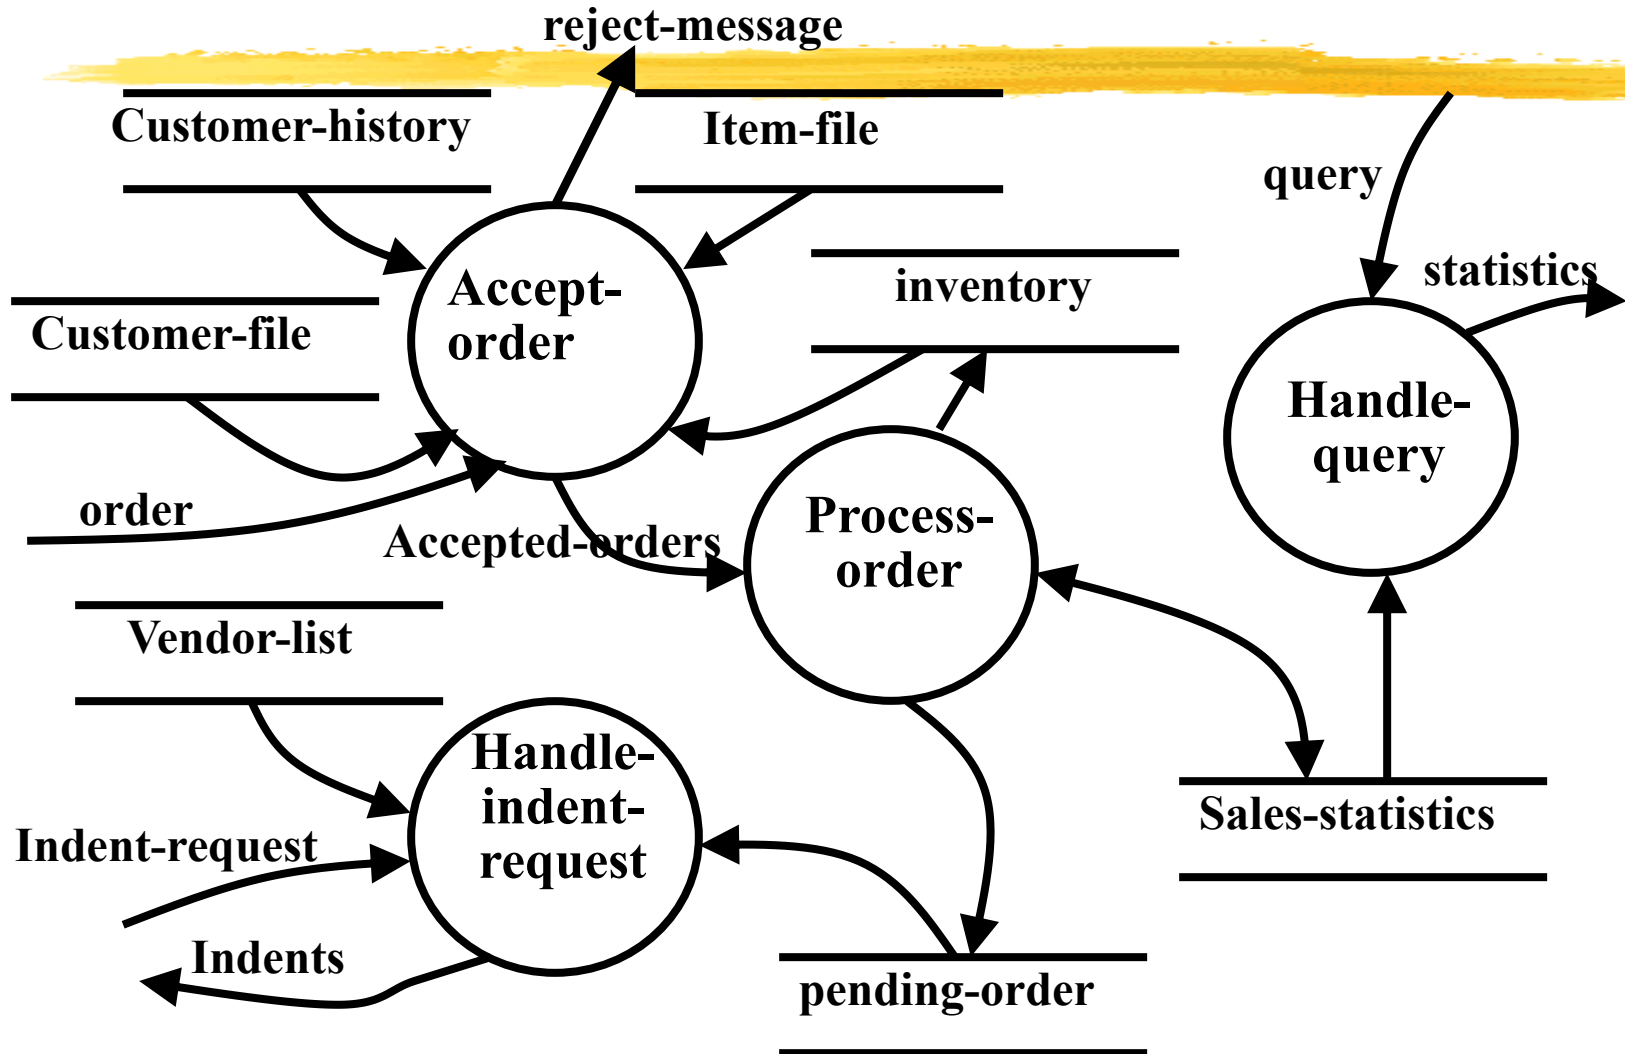 reject-message
Customer-history
Item-file
query
Accept-
order
inventory
statistics
Customer-file
Handle-
query
order
Accepted-orders
Process-
order
Vendor-list
Handle-
indent-
request
Sales-statistics
Indent-request
Indents
pending-order